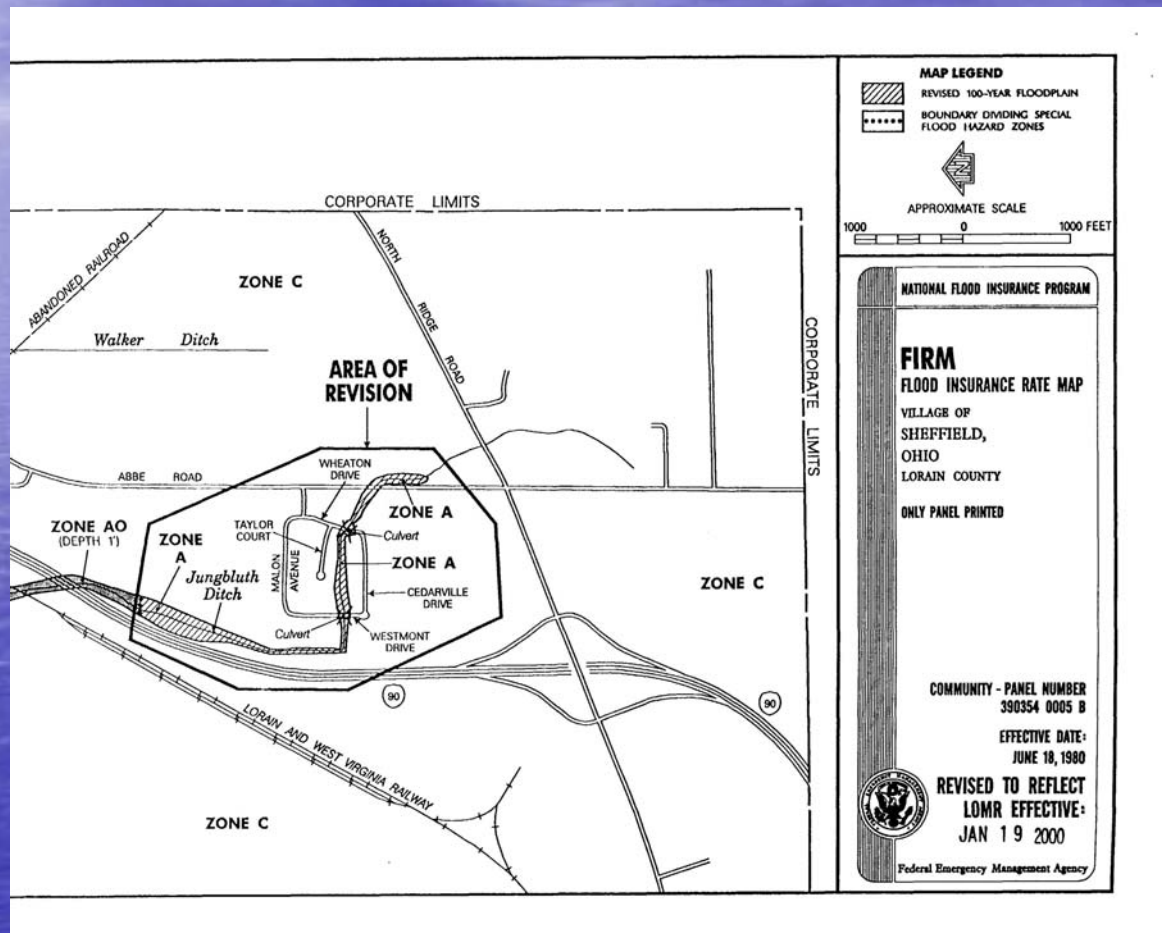 MAP LEGEND
REVISED 100-YEAR FLOODPLAIN
BOUNDARY DIVIDING SPECIAL
FLOOD HAZARD ZONES
N
APPROXIMATE SCALE
1000 0 1000 FEET
NATIONAL FLOOD INSURANCE PROGRAM
FIRM
FLOOD INSURANCE RATE MAP
VILLAGE OF
SHEFFIELD,
OHIO
LORAIN COUNTY
ONLY PANEL PRINTED
COMMUNITY - PANEL NUMBER
390354 0005 B
EFFECTIVE DATE:
JUNE 18, 1980
REVISED TO REFLECT
LOMR EFFECTIVE:
JAN 19 2000
Federal Emergency Management Agency
CORPORATE LIMITS
ABANDONED RAILROAD
ZONE C
NORTH
RIDGE
ROAD
Walker Ditch
CORPORATE LIMITS
AREA OF
REVISION
WHEATON
DRIVE
ABBE ROAD
ZONE AO
(DEPTH 1')
ZONE
A
TAYLOR
COURT
ZONE A
Culvert
MALON
AVENUE
ZONE A
Jungbluth
Ditch
CEDARVILLE
DRIVE
ZONE C
Culvert
WESTMONT
DRIVE
90
90
LORAIN AND WEST VIRGINIA RAILWAY
ZONE C